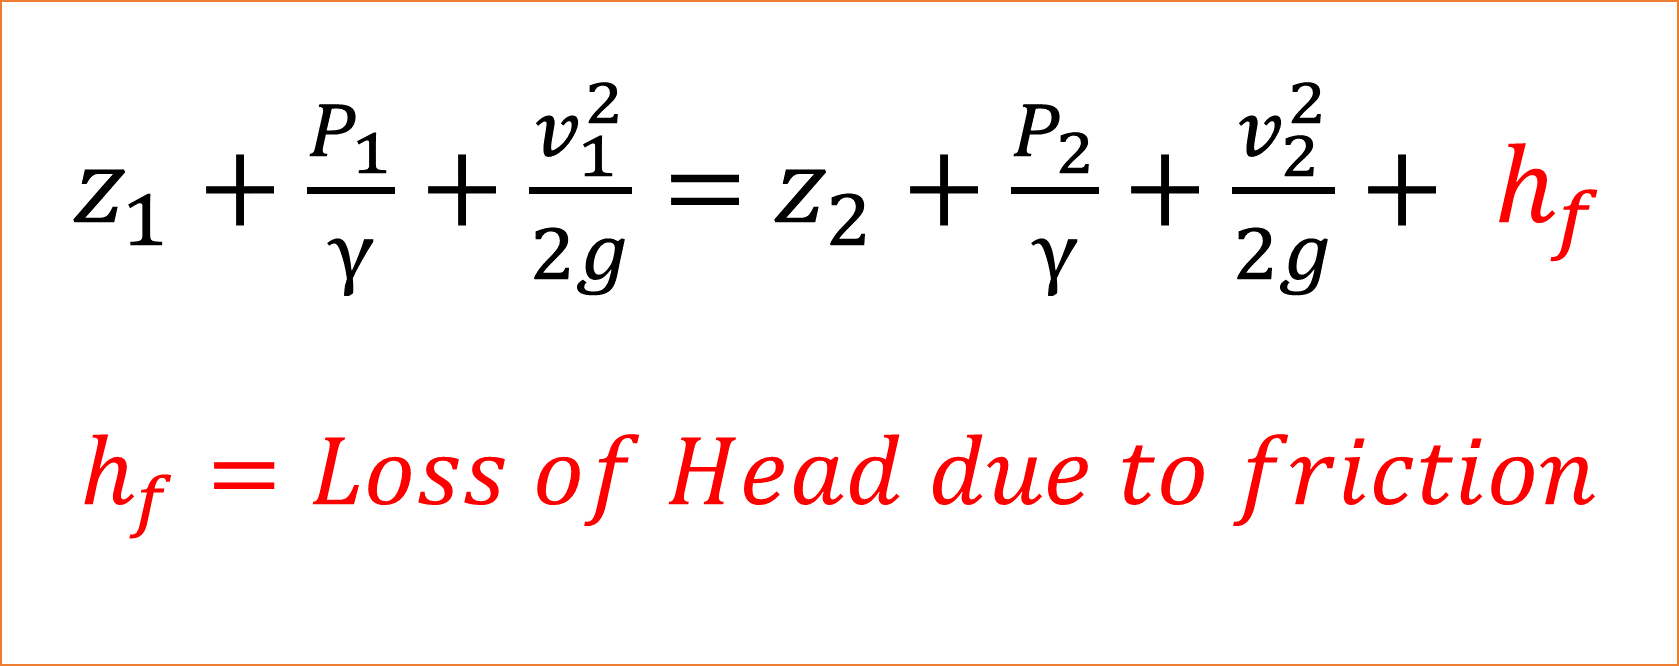 z₁ + P₁/γ + v₁²/2g = z₂ + P₂/γ + v₂²/2g + h_f
h_f = Loss of Head due to friction